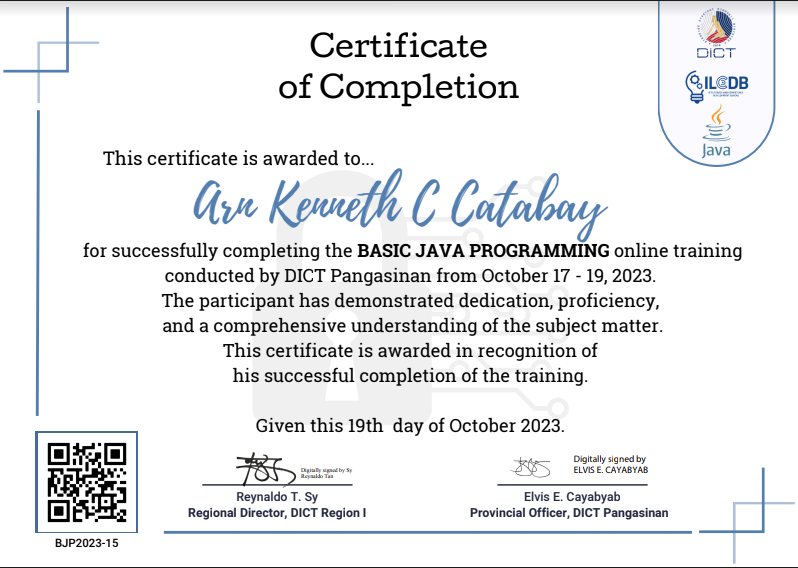 Certificate
of Completion
DICT
ILCDB
Java
This certificate is awarded to...
Arn Kenneth C Catabay
for successfully completing the BASIC JAVA PROGRAMMING online training
conducted by DICT Pangasinan from October 17 - 19, 2023.
The participant has demonstrated dedication, proficiency,
and a comprehensive understanding of the subject matter.
This certificate is awarded in recognition of
his successful completion of the training.
Given this 19th day of October 2023.
Digitally signed by Sy
Reynaldo Tan
Reynaldo T. Sy
Regional Director, DICT Region I
Digitally signed by
ELVIS E. CAYABYAB
Elvis E. Cayabyab
Provincial Officer, DICT Pangasinan
BJP2023-15